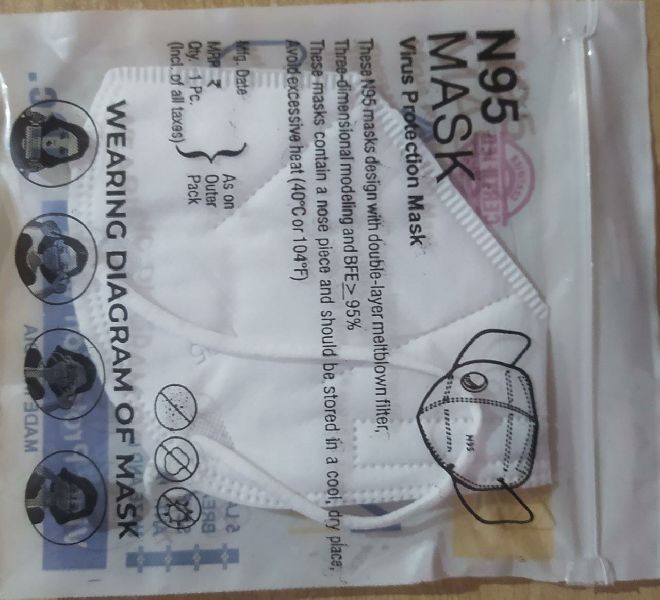 N95
MASK
Virus Protection Mask
These N95 masks design with double-layer meltblown filter,
Three-dimensional modeling and BFE ≥ 95%
These masks contain a nose piece and should be stored in a cool, dry place,
Avoid excessive heat (40°C or 104°F)
N95
Mfg. Date
MRP ₹
Qty. 1 Pc.
(Incl. of all taxes)
As on
Outer
Pack
WEARING DIAGRAM OF MASK